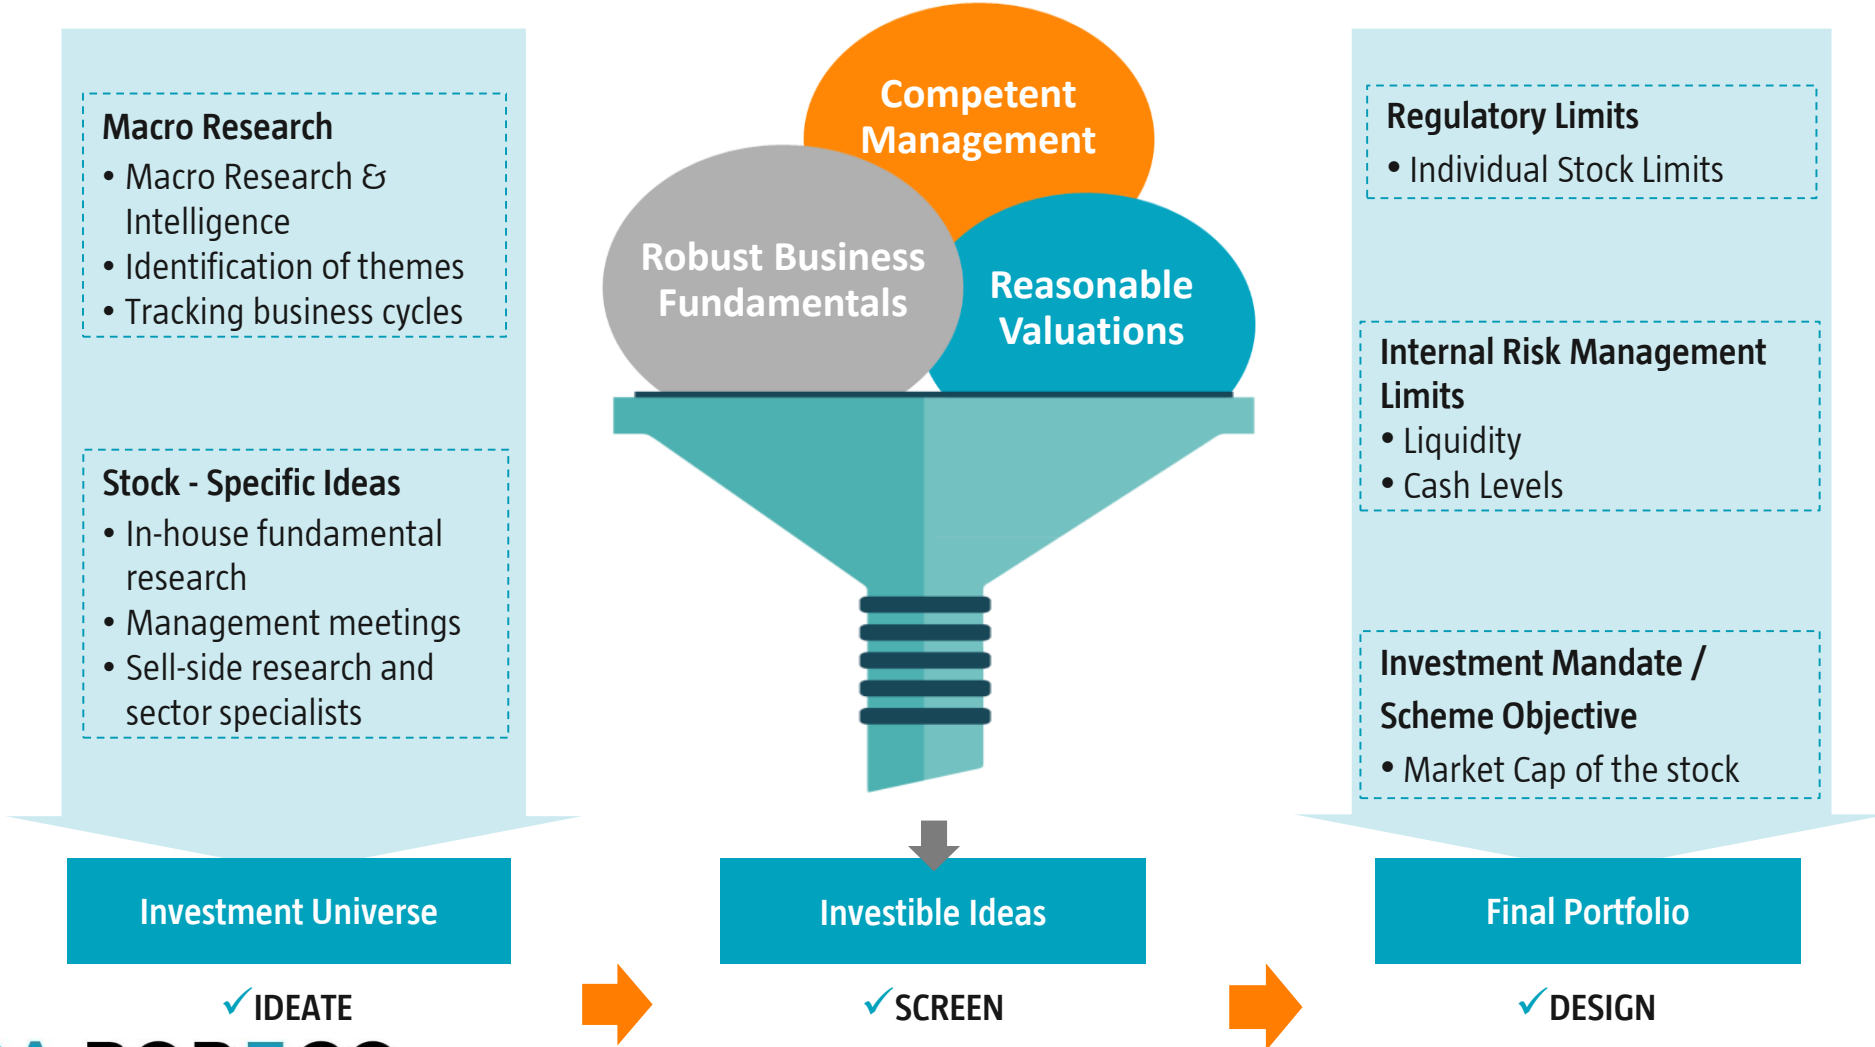 Macro Research
• Macro Research &
Intelligence
• Identification of themes
• Tracking business cycles
Stock - Specific Ideas
• In-house fundamental
research
• Management meetings
• Sell-side research and
sector specialists
Investment Universe
✓IDEATE
Competent
Management
Robust Business
Fundamentals
Reasonable
Valuations
Investible Ideas
✓SCREEN
Regulatory Limits
• Individual Stock Limits
Internal Risk Management
Limits
• Liquidity
• Cash Levels
Investment Mandate /
Scheme Objective
• Market Cap of the stock
Final Portfolio
✓DESIGN